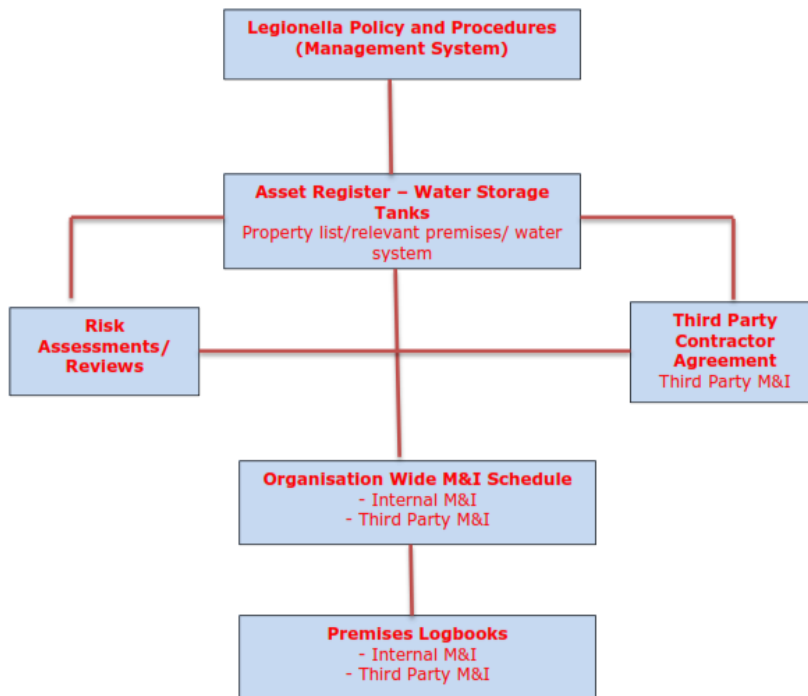 Legionella Policy and Procedures
(Management System)
Asset Register – Water Storage
Tanks
Property list/relevant premises/ water
system
Risk
Assessments/
Reviews
Third Party
Contractor
Agreement
Third Party M&I
Organisation Wide M&I Schedule
- Internal M&I
- Third Party M&I
Premises Logbooks
- Internal M&I
- Third Party M&I